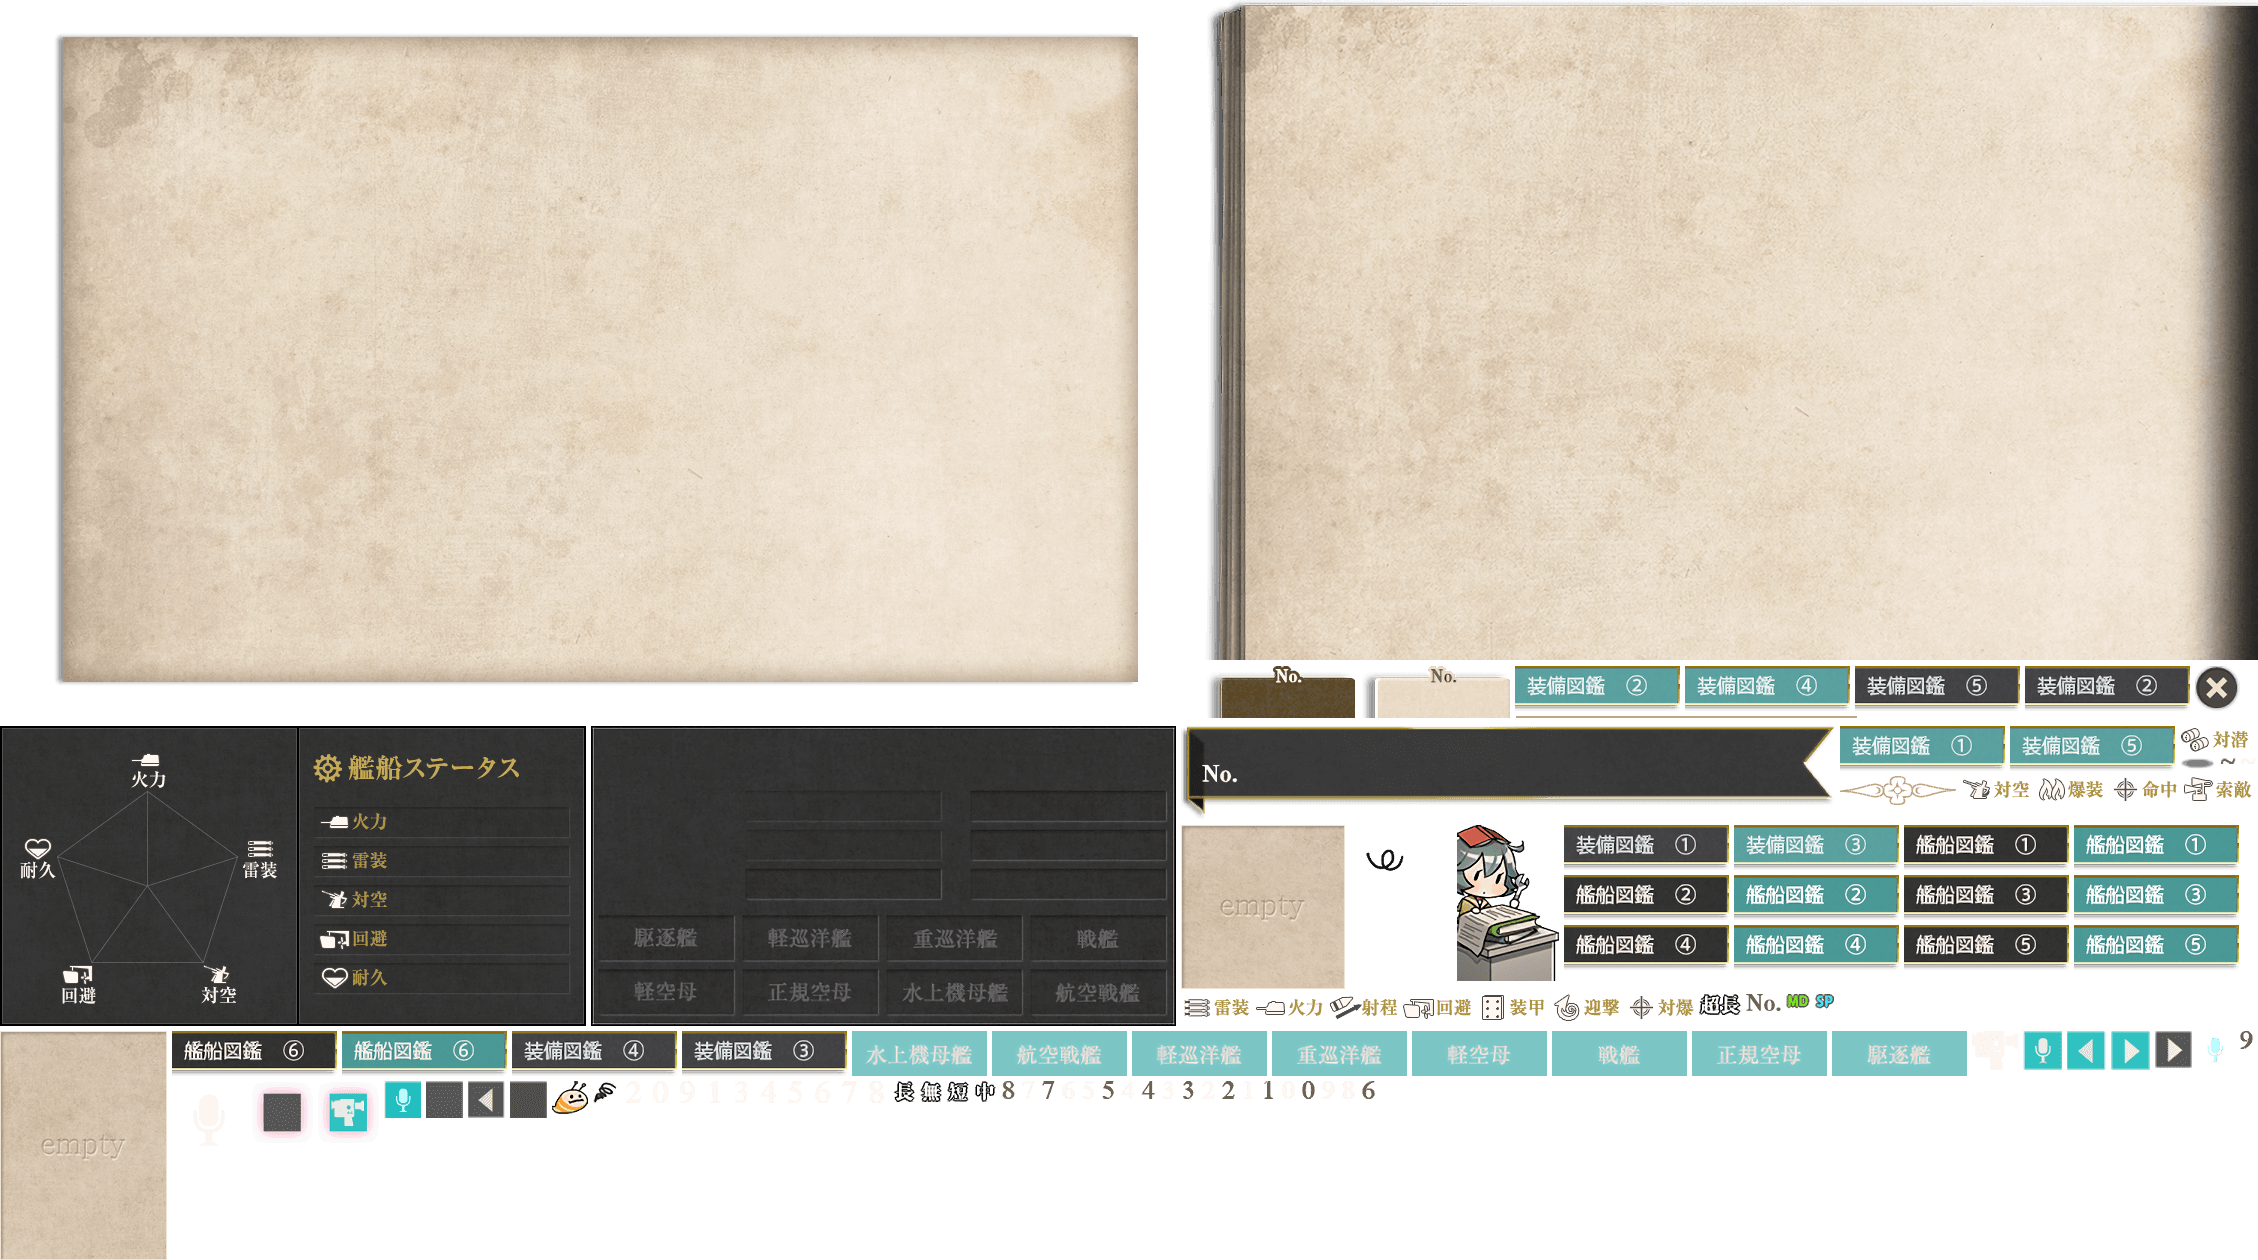 No.
No.
装備図鑑 ②
装備図鑑 ④
装備図鑑 ⑤
装備図鑑 ②
No.
装備図鑑 ①
装備図鑑 ⑤
対潜
~
対空
爆装
命中
索敵
火力
耐久
雷装
回避
対空
艦船ステータス
火力
雷装
対空
回避
耐久
駆逐艦
軽巡洋艦
重巡洋艦
戦艦
軽空母
正規空母
水上機母艦
航空戦艦
empty
装備図鑑 ①
装備図鑑 ③
艦船図鑑 ①
艦船図鑑 ①
艦船図鑑 ②
艦船図鑑 ②
艦船図鑑 ③
艦船図鑑 ③
艦船図鑑 ④
艦船図鑑 ④
艦船図鑑 ⑤
艦船図鑑 ⑤
雷装
火力
射程
回避
装甲
迎撃
対爆
超長
No.
MD
SP
艦船図鑑 ⑥
艦船図鑑 ⑥
装備図鑑 ④
装備図鑑 ③
水上機母艦
航空戦艦
軽巡洋艦
重巡洋艦
軽空母
戦艦
正規空母
駆逐艦
9
empty
2 0 9 1 3 4 5 6 7 8
長 無 短 中
8 7 5 4 3 2 1 0 6